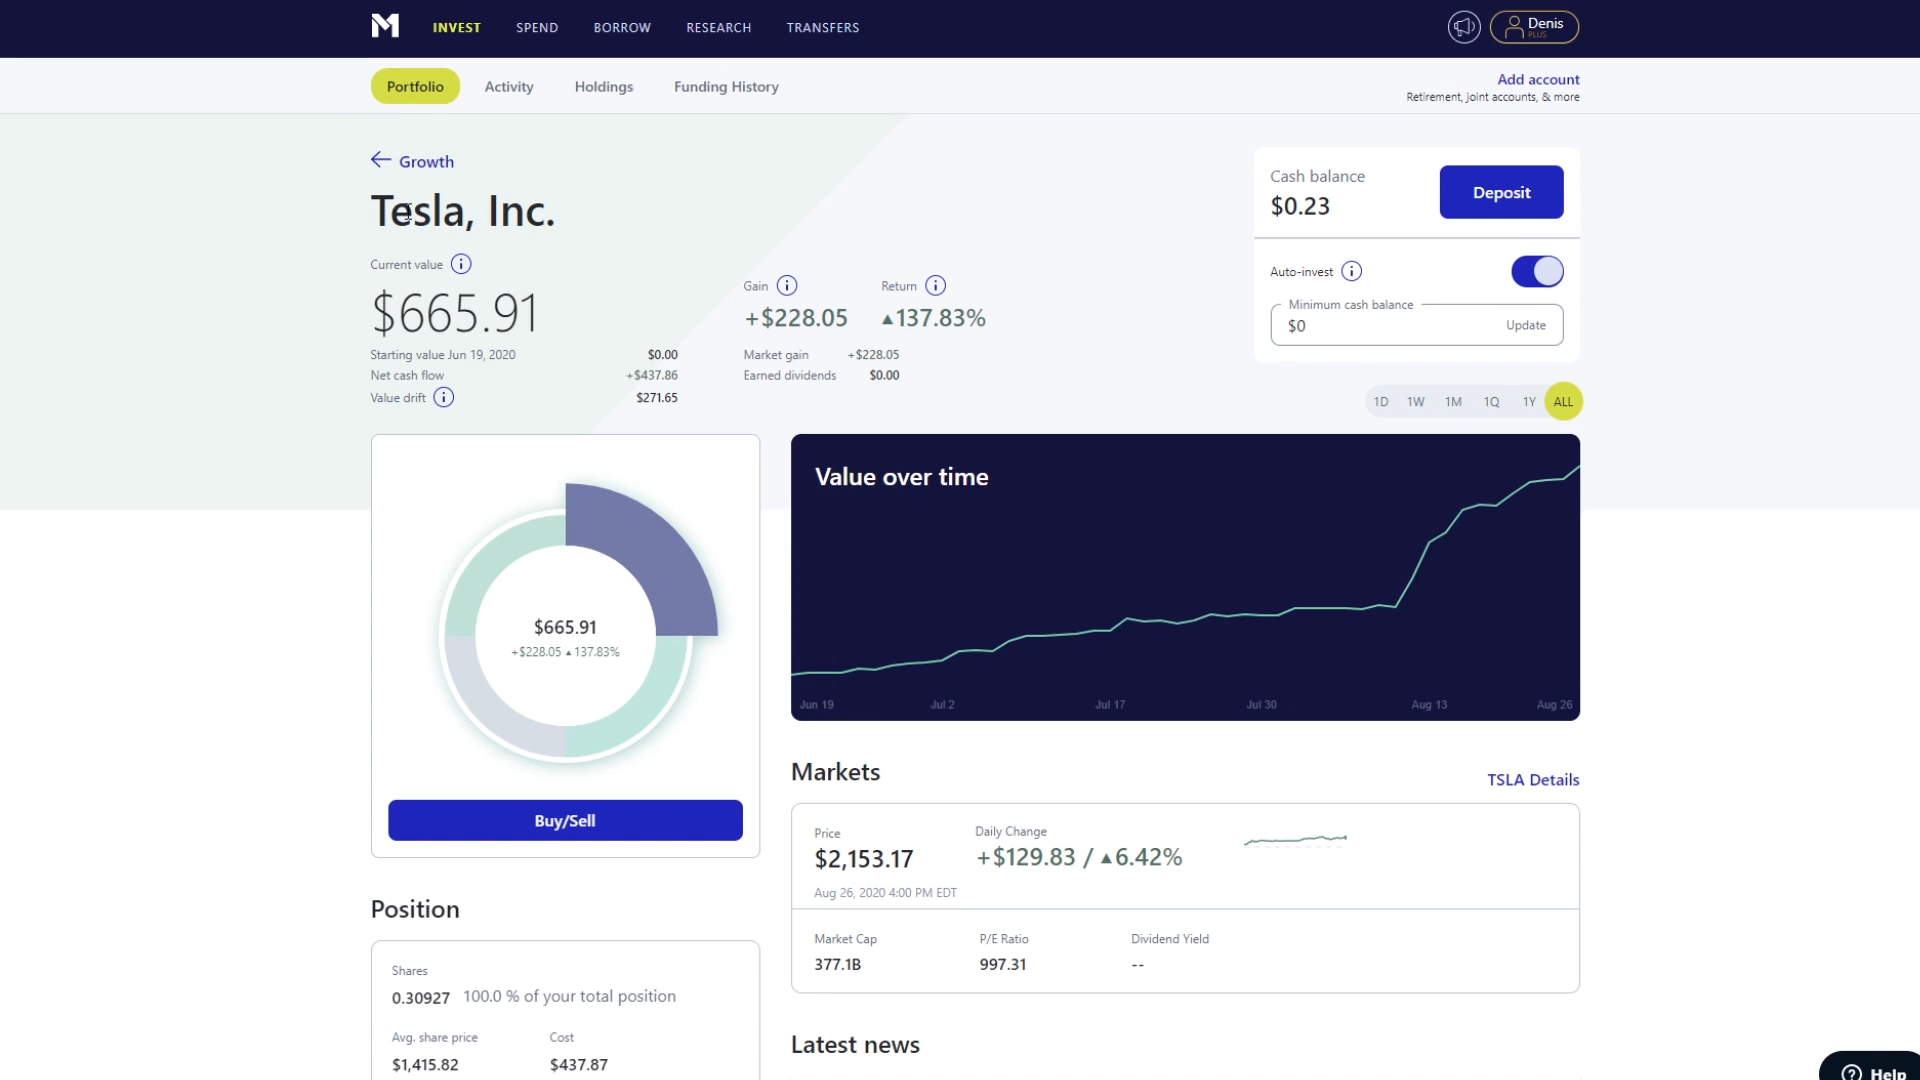 M INVEST SPEND BORROW RESEARCH TRANSFERS Denis
PLUS
Portfolio Activity Holdings Funding History Add account
Retirement, joint accounts, & more
Growth
Tesla, Inc.
Current value
$665.91
Starting value Jun 19, 2020 $0.00
Net cash flow +$437.86
Value drift $271.65
Gain Return
+$228.05 ▲137.83%
Market gain +$228.05
Earned dividends $0.00
Cash balance
$0.23
Deposit
Auto-invest
Minimum cash balance
$0 Update
1D 1W 1M 1Q 1Y ALL
$665.91
+$228.05 ▲ 137.83%
Buy/Sell
Value over time
Jun 19 Jul 2 Jul 17 Jul 30 Aug 13 Aug 26
Markets TSLA Details
Price Daily Change
$2,153.17 +$129.83 / ▲6.42%
Aug 26, 2020 4:00 PM EDT
Market Cap P/E Ratio Dividend Yield
377.1B 997.31 --
Position
Shares
0.30927 100.0 % of your total position
Avg. share price Cost
$1,415.82 $437.87
Latest news
Help